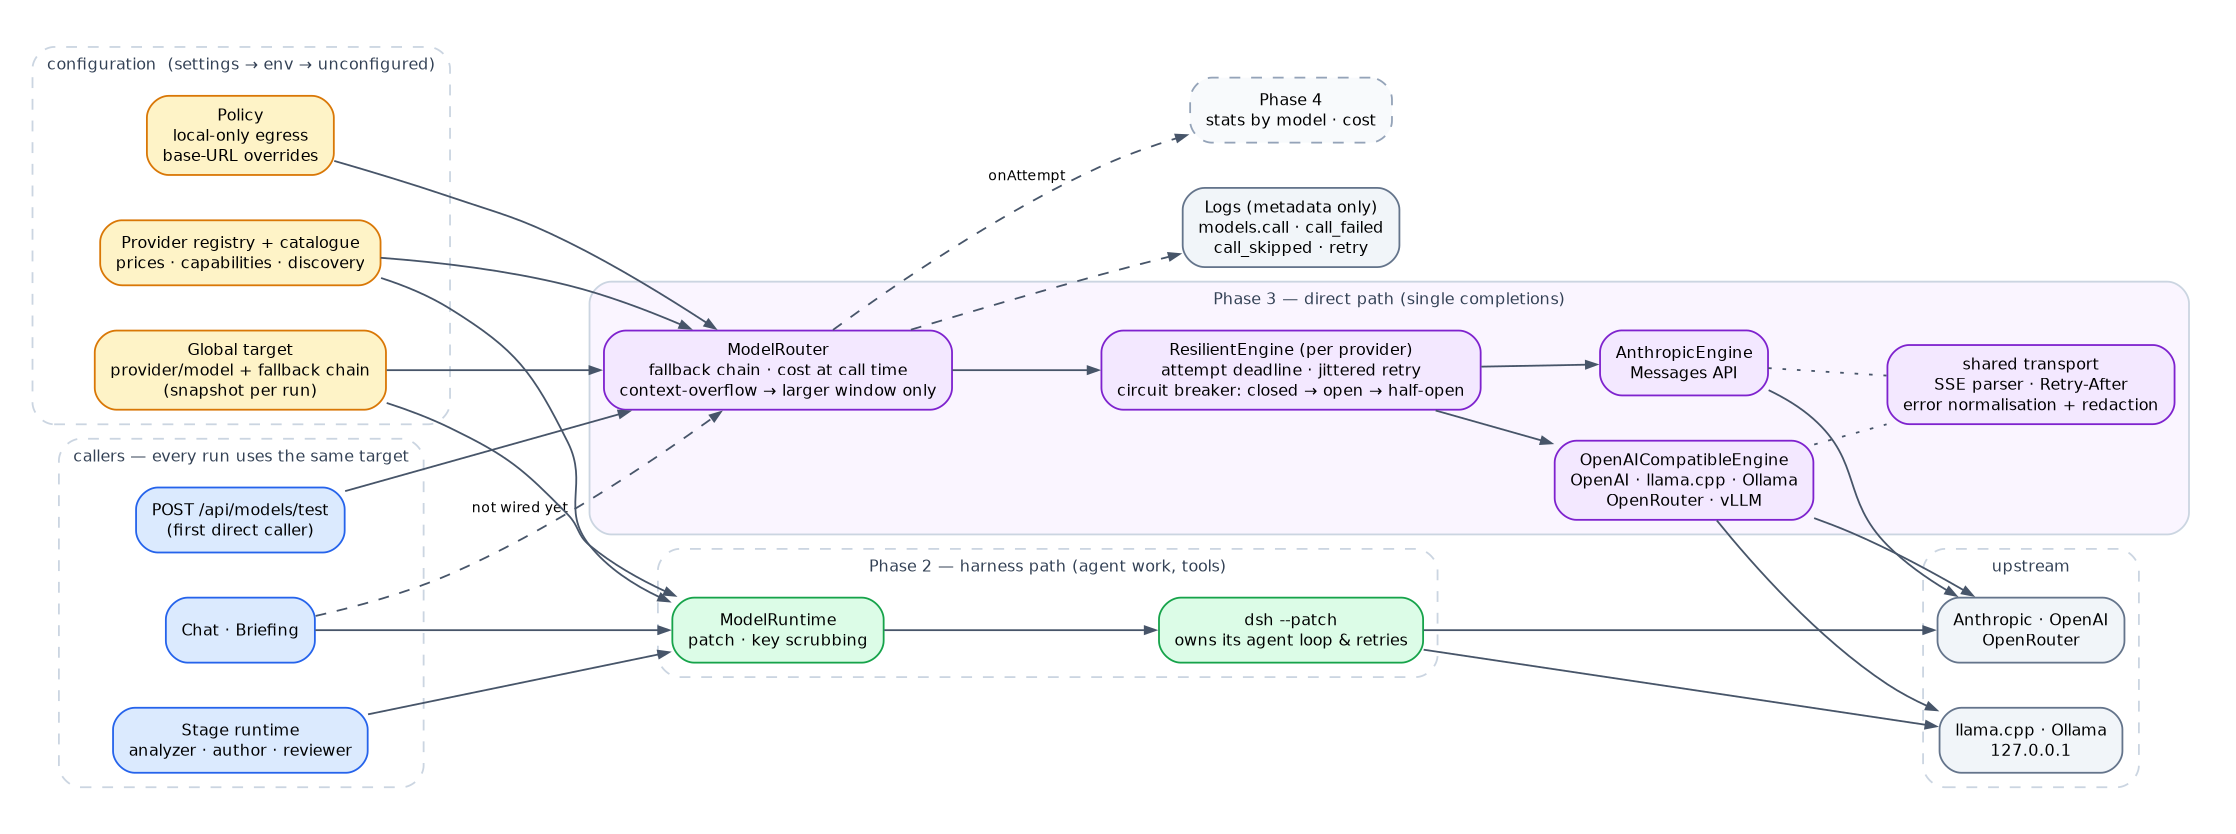 configuration  (settings → env → unconfigured)
Policy
local-only egress
base-URL overrides
Provider registry + catalogue
prices · capabilities · discovery
Global target
provider/model + fallback chain
(snapshot per run)
callers — every run uses the same target
POST /api/models/test
(first direct caller)
Chat · Briefing
Stage runtime
analyzer · author · reviewer
onAttempt
not wired yet
Phase 4
stats by model · cost
Logs (metadata only)
models.call · call_failed
call_skipped · retry
Phase 3 — direct path (single completions)
ModelRouter
fallback chain · cost at call time
context-overflow → larger window only
ResilientEngine (per provider)
attempt deadline · jittered retry
circuit breaker: closed → open → half-open
AnthropicEngine
Messages API
shared transport
SSE parser · Retry-After
error normalisation + redaction
OpenAICompatibleEngine
OpenAI · llama.cpp · Ollama
OpenRouter · vLLM
Phase 2 — harness path (agent work, tools)
ModelRuntime
patch · key scrubbing
dsh --patch
owns its agent loop & retries
upstream
Anthropic · OpenAI
OpenRouter
llama.cpp · Ollama
127.0.0.1